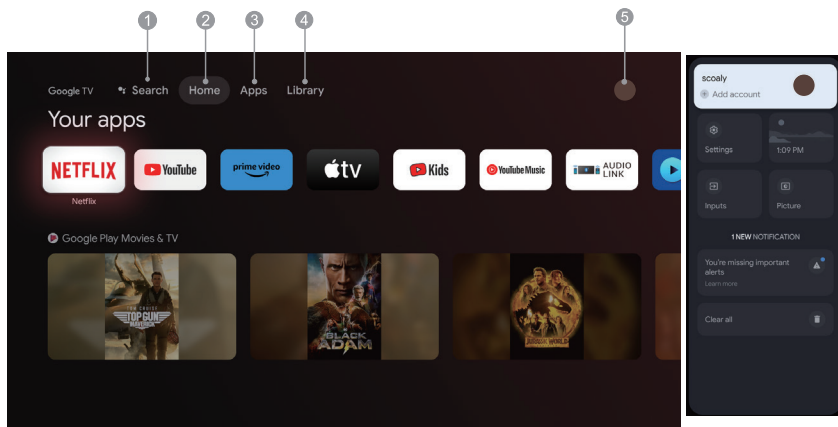 1 2 3 4 5
Google TV Search Home Apps Library
Your apps
NETFLIX YouTube prime video tv Kids YouTube Music AUDIO LINK
Netflix
Google Play Movies & TV
TOM CRUISE
TOP GUN
MAVERICK
BLACK
ADAM
JURASSIC WORLD
scoaly
Add account
Settings 1:09 PM
Inputs Picture
1 NEW NOTIFICATION
You're missing important
alerts
Learn more
Clear all